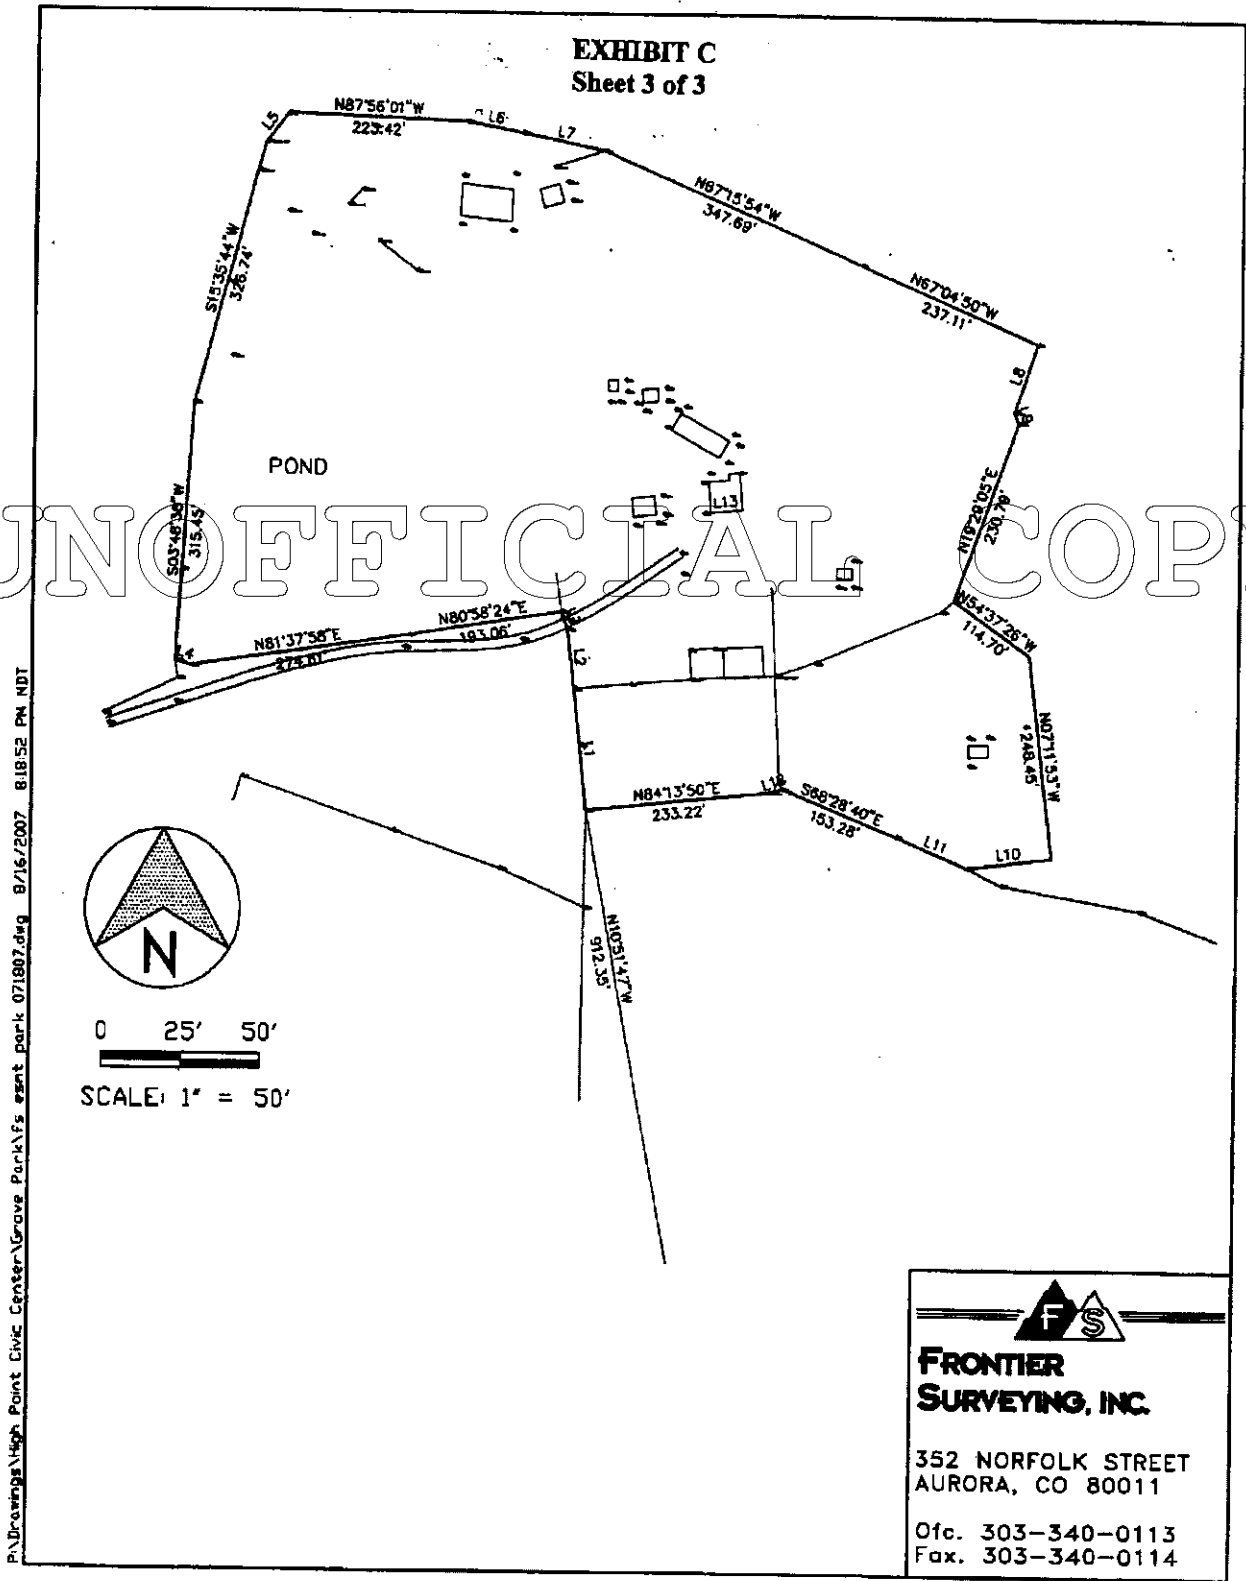 EXHIBIT C
Sheet 3 of 3
N87°56'01"W
223.42'
L5
L6
L7
N87°15'54"W
347.69'
N67°04'50"W
237.11'
L8
L9
S15°35'44"W
326.74'
POND
L13
UNOFFICIAL COP
N19°29'05"E
230.79'
S03°48'38"W
315.45'
N54°37'26"W
114.70'
N80°58'24"E
193.06'
N81°37'58"E
274.61'
L4
L3
L2
L1
N07°11'53"W
248.45'
N84°13'50"E
233.22'
L12
S68°28'40"E
153.28'
L11
L10
N10°51'47"W
912.35'
N
0 25' 50'
SCALE: 1" = 50'
P:\Drawings\High Point Civic Center\Grove Park\fs esmt park 071807.dwg 8/16/2007 8:18:52 PM NDT
FS
FRONTIER
SURVEYING, INC.
352 NORFOLK STREET
AURORA, CO 80011
Ofc. 303-340-0113
Fax. 303-340-0114